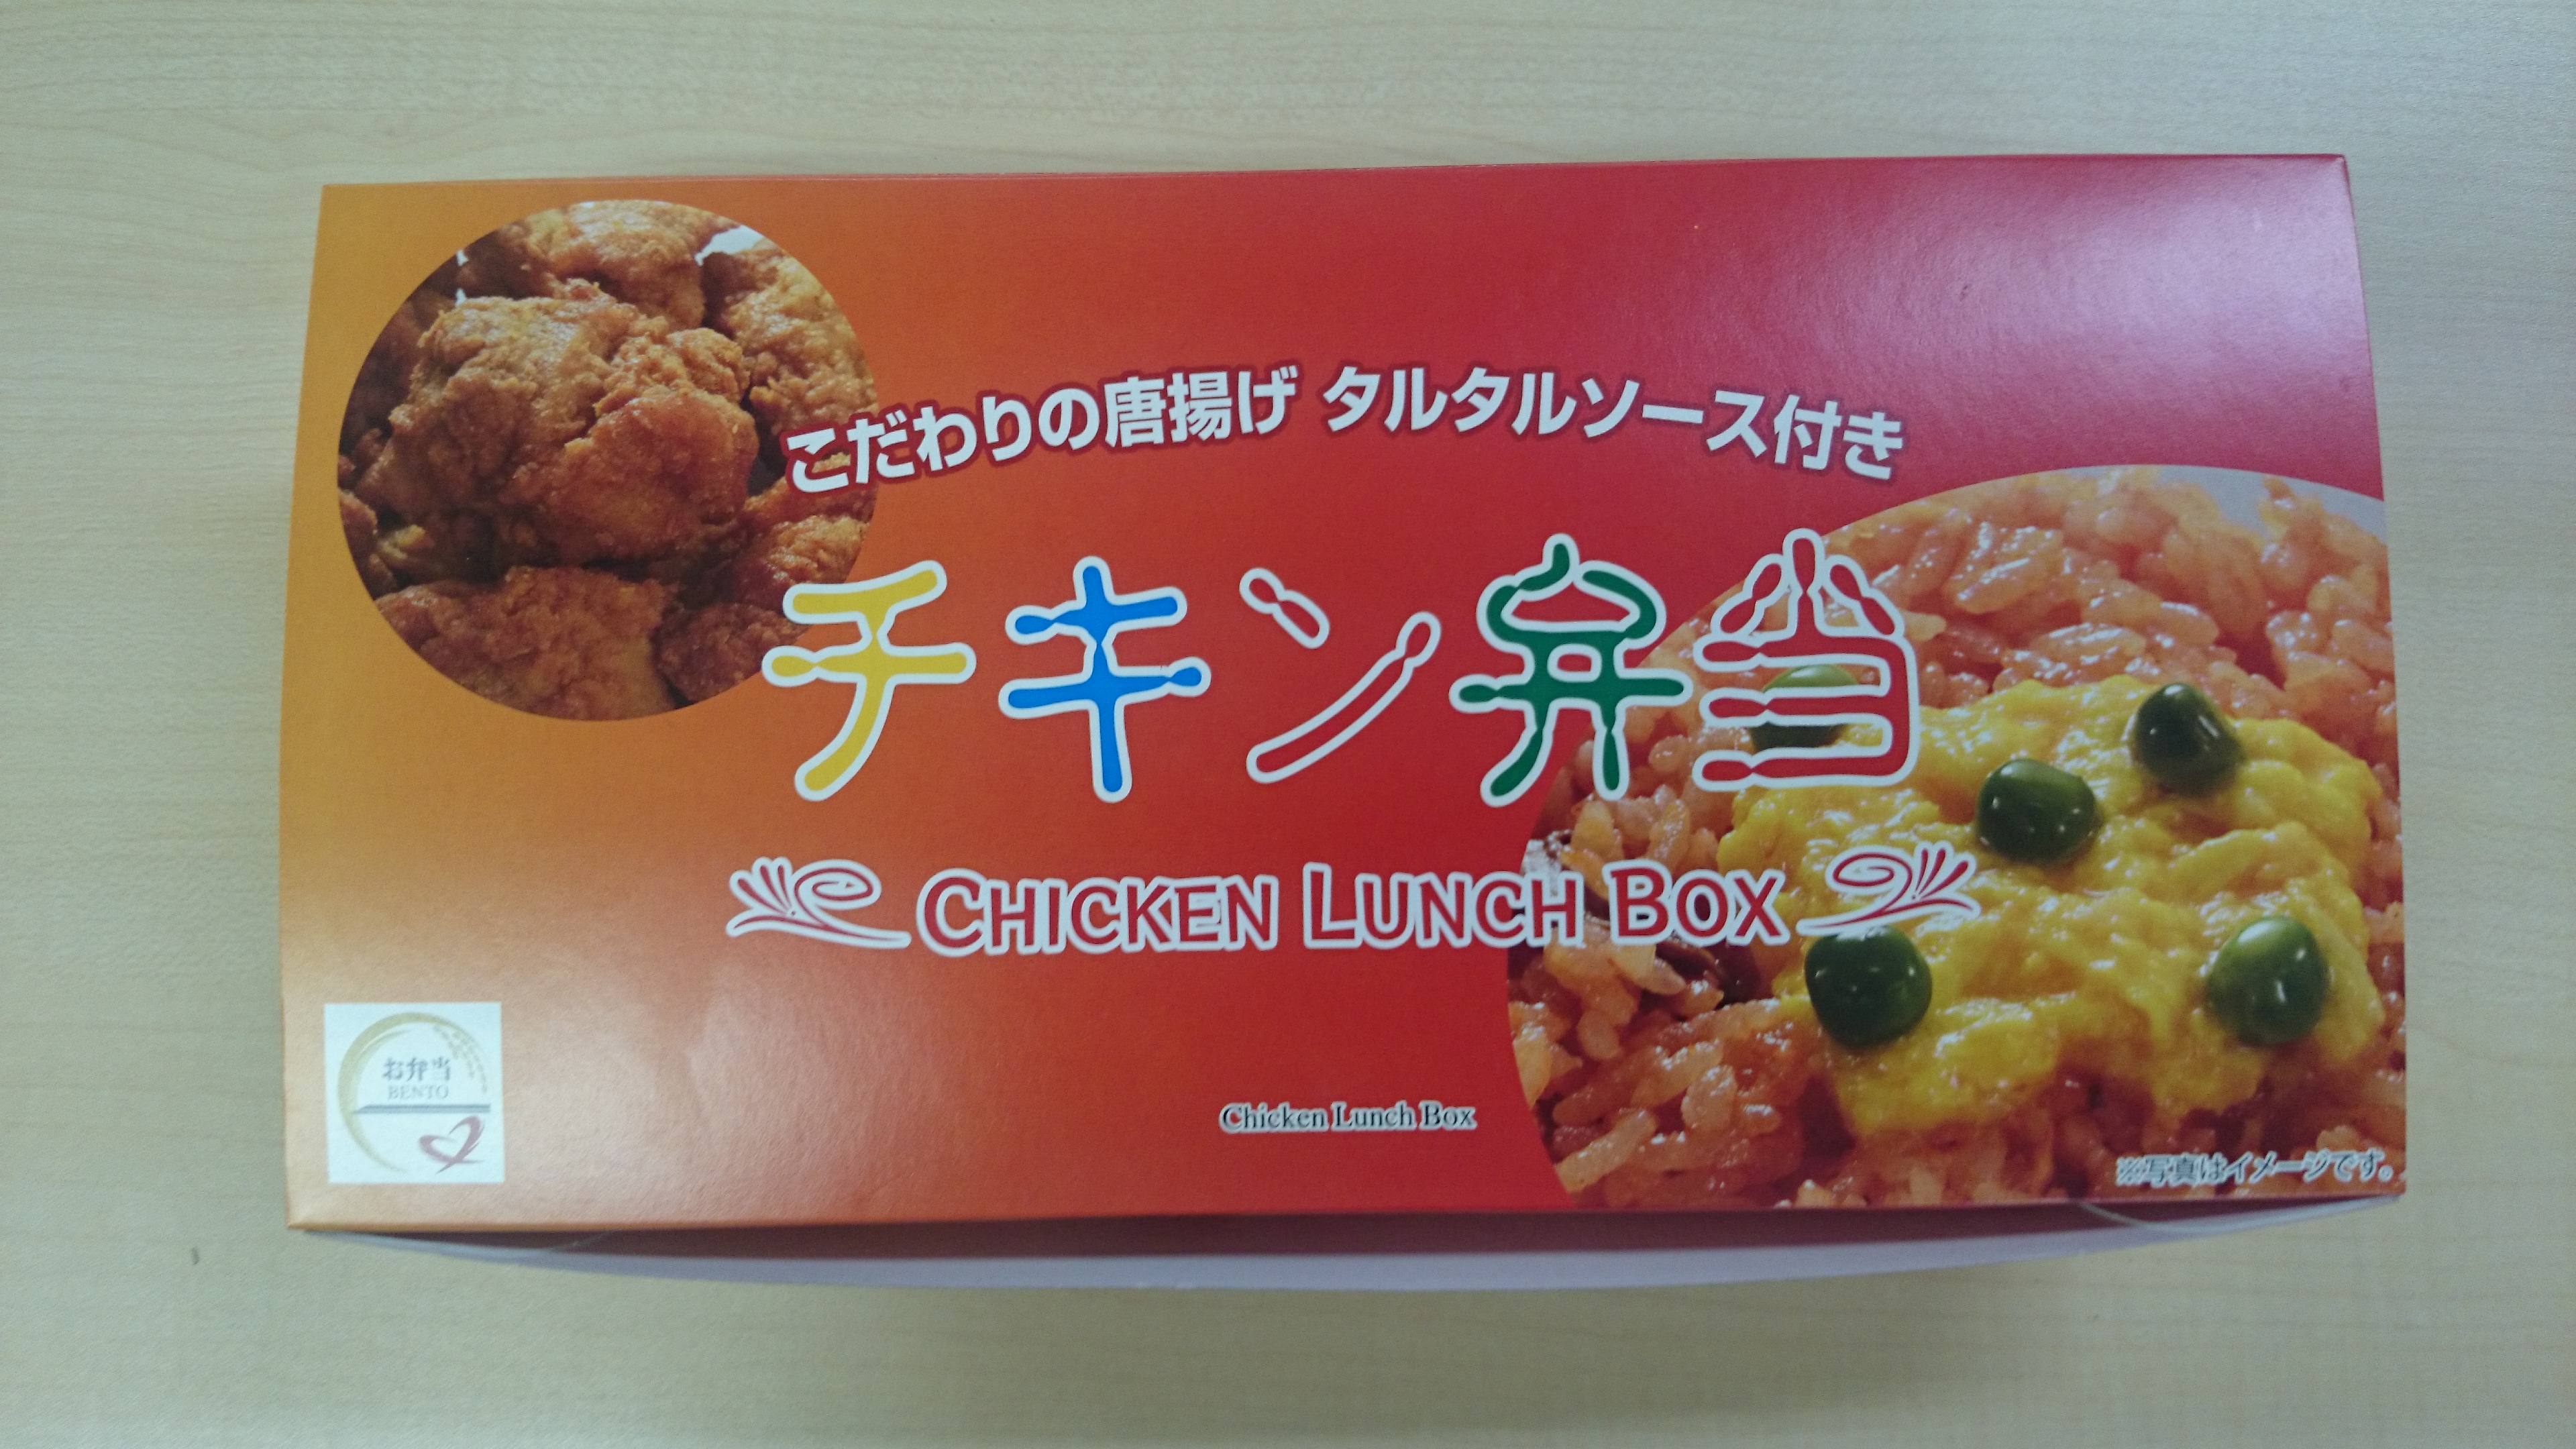 こだわりの唐揚げ タルタルソース付き
チキン弁当
CHICKEN LUNCH BOX
お弁当
BENTO
Chicken Lunch Box
※写真はイメージです。